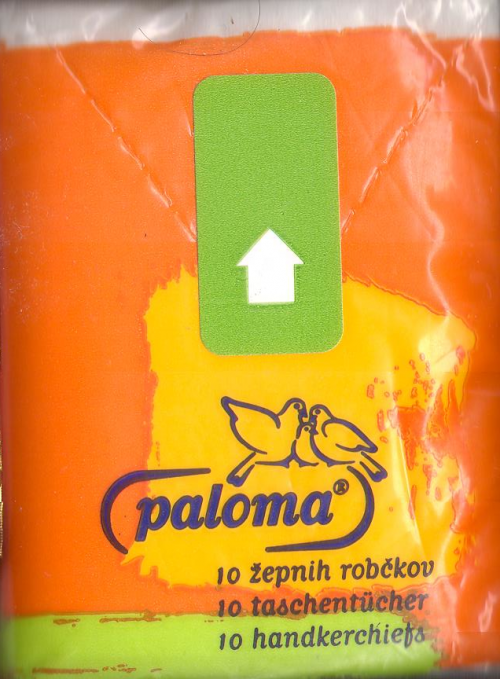 paloma®
10 žepnih robčkov
10 taschentücher
10 handkerchiefs